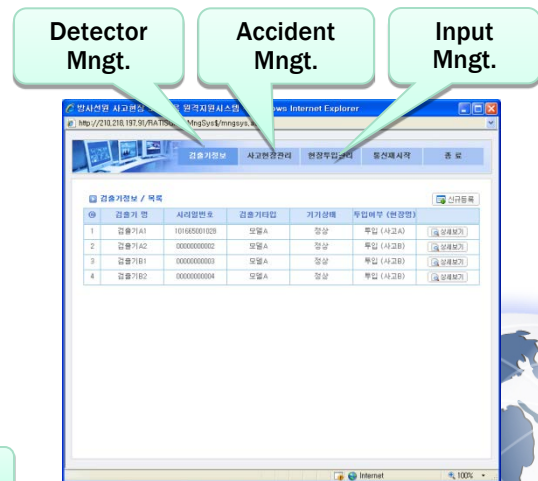 Detector
Mngt.
Accident
Mngt.
Input
Mngt.
방사선원 사고현장 원격지원시스템 Windows Internet Explorer
http://210,218,197,91/RATIS MngSys$/mngsys,
검출기정보 사고현장관리 현장투입관리 통신재시작 종 료
검출기정보 / 목록 신규등록
검출기 명 시리얼번호 검출기타입 기기상태 투입여부 (현장명)
1 검출기A1 101665001028 모델A 정상 투입 (사고A) 상세보기
2 검출기A2 00000000002 모델A 정상 투입 (사고B) 상세보기
3 검출기B1 00000000003 모델A 정상 투입 (사고B) 상세보기
4 검출기B2 00000000004 모델A 정상 투입 (사고B) 상세보기
Internet 100%